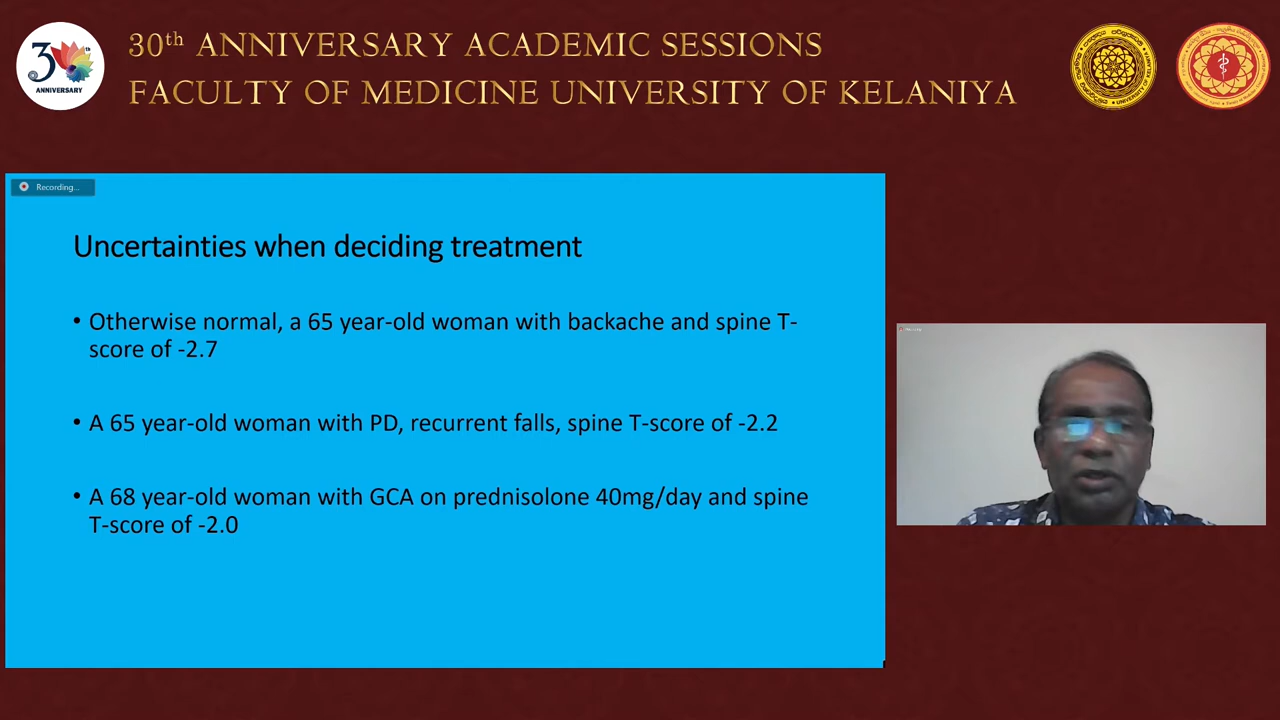 30th ANNIVERSARY
30th ANNIVERSARY ACADEMIC SESSIONS
FACULTY OF MEDICINE UNIVERSITY OF KELANIYA
Recording...
Uncertainties when deciding treatment
• Otherwise normal, a 65 year-old woman with backache and spine T-
score of -2.7
• A 65 year-old woman with PD, recurrent falls, spine T-score of -2.2
• A 68 year-old woman with GCA on prednisolone 40mg/day and spine
T-score of -2.0